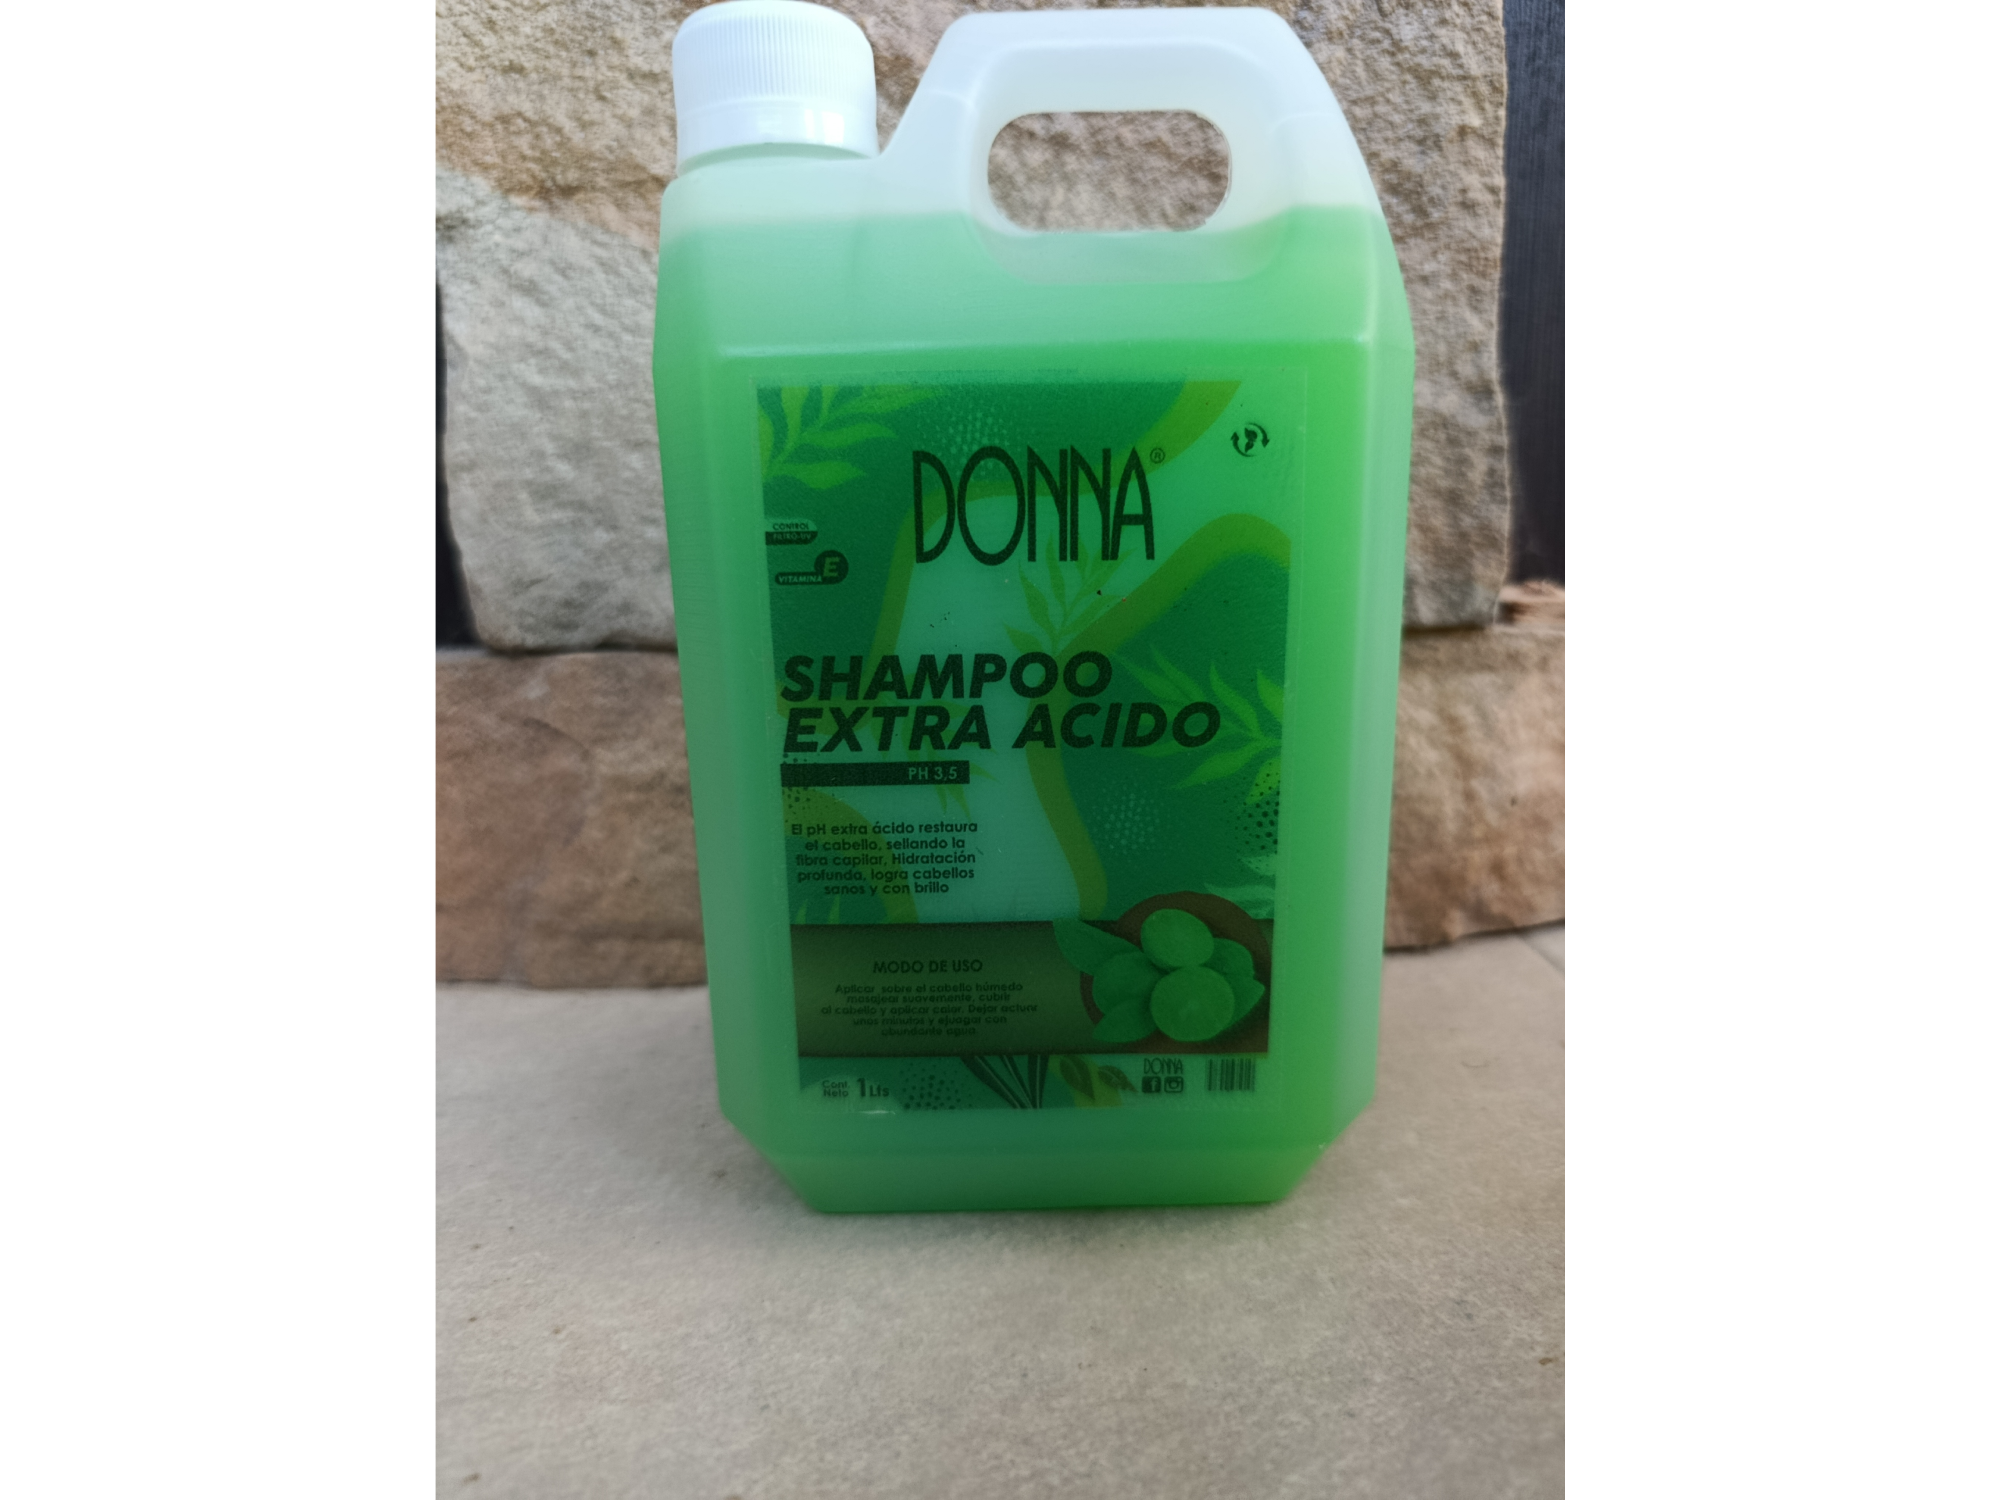 DONNA®
CONTROL
FILTRO-UV
VITAMINA E
SHAMPOO
EXTRA ACIDO
PH 3,5
El pH extra ácido restaura
el cabello, sellando la
fibra capilar, Hidratación
profunda, logra cabellos
sanos y con brillo
MODO DE USO
Aplicar sobre el cabello húmedo
masajear suavemente, cubrir
al cabello y aplicar calor. Dejar acturar
unos minutos y ejuagar con
abundante agua.
Cont.
Neto 1 Lts
DONNA